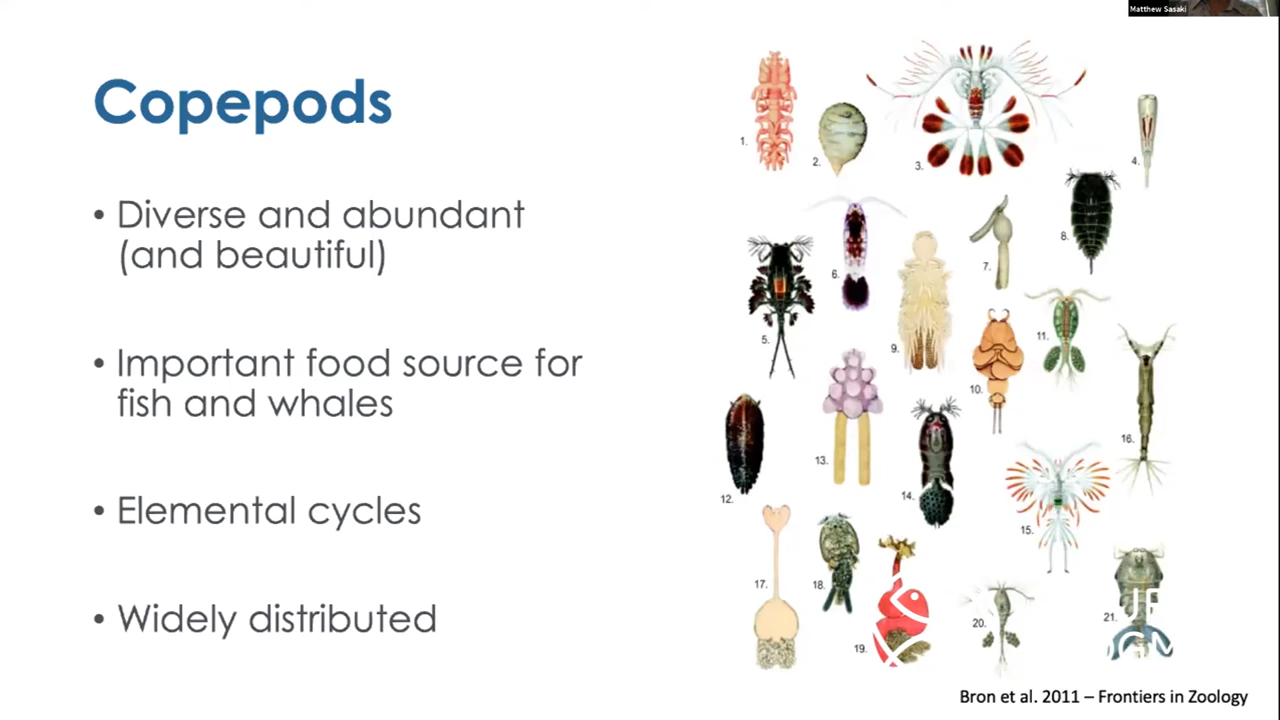 Matthew Sasaki
Copepods
• Diverse and abundant
(and beautiful)
• Important food source for
fish and whales
• Elemental cycles
• Widely distributed
1.
2.
3.
4.
5.
6.
7.
8.
9.
10.
11.
12.
13.
14.
15.
16.
17.
18.
19.
20.
21.
Bron et al. 2011 – Frontiers in Zoology